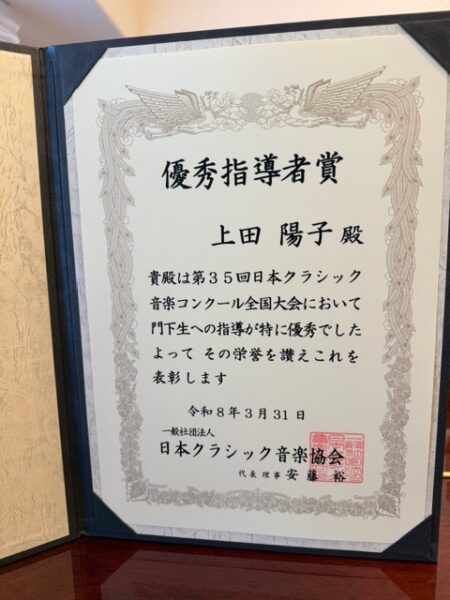 優秀指導者賞
上田 陽子 殿
貴殿は第35回日本クラシック
音楽コンクール全国大会において
門下生への指導が特に優秀でした
よって その栄誉を讃えこれを
表彰します
令和8年3月31日
一般社団法人
日本クラシック音楽協会
代表理事 安藤 裕